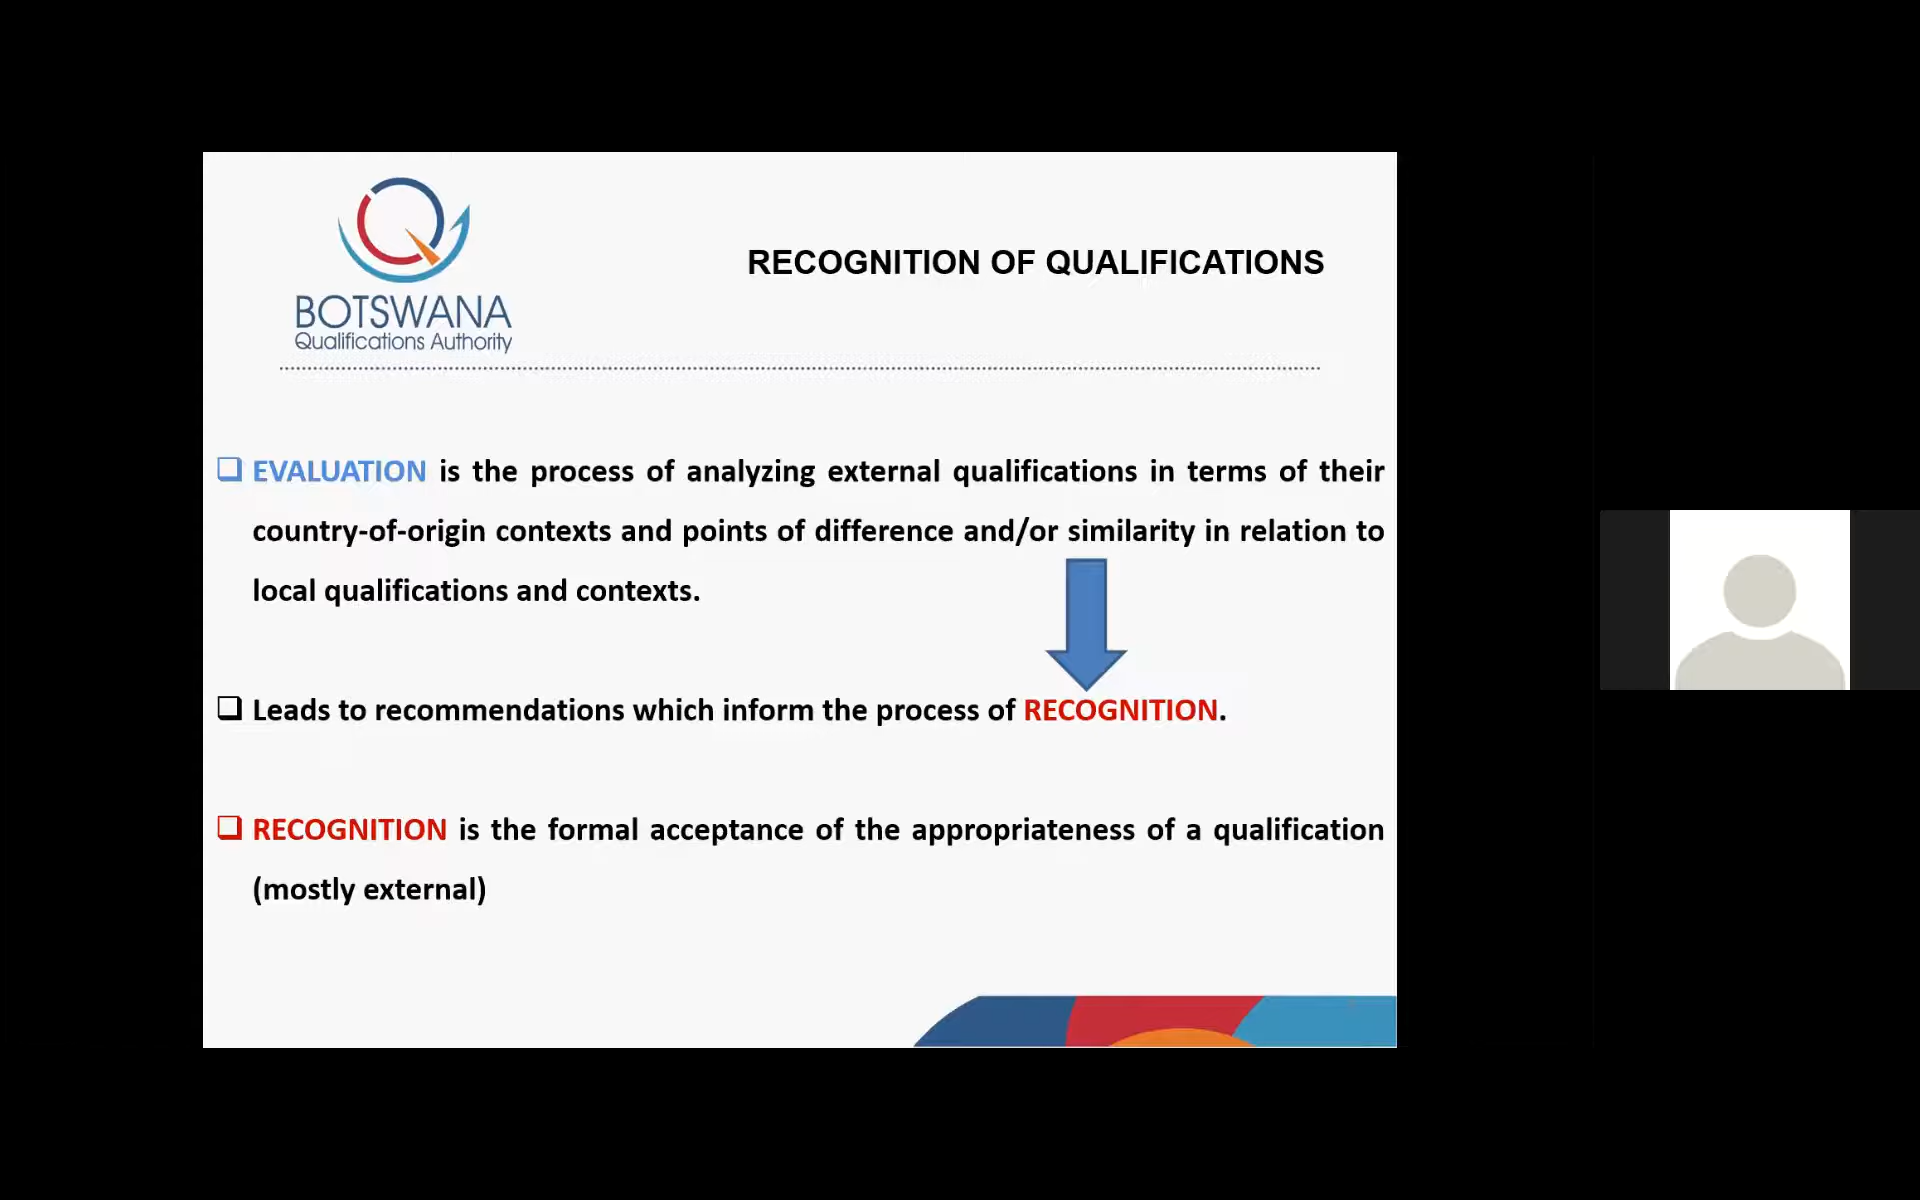 BOTSWANA
Qualifications Authority
RECOGNITION OF QUALIFICATIONS
EVALUATION is the process of analyzing external qualifications in terms of their
country-of-origin contexts and points of difference and/or similarity in relation to
local qualifications and contexts.
Leads to recommendations which inform the process of RECOGNITION.
RECOGNITION is the formal acceptance of the appropriateness of a qualification
(mostly external)